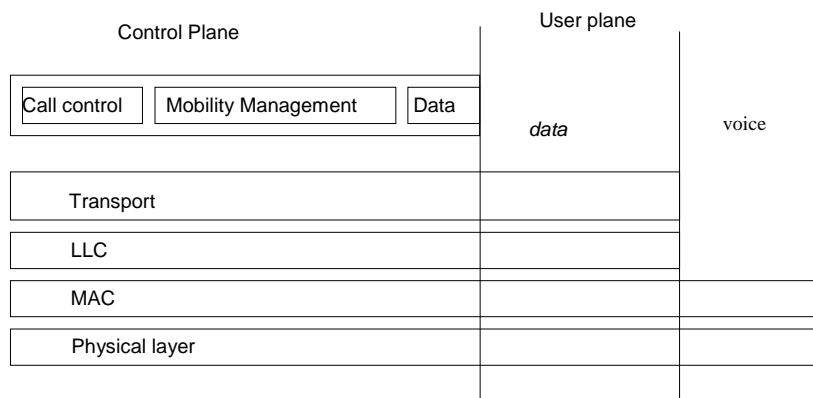 Control Plane
User plane
Call control
Mobility Management
Data
data
voice
Transport
LLC
MAC
Physical layer